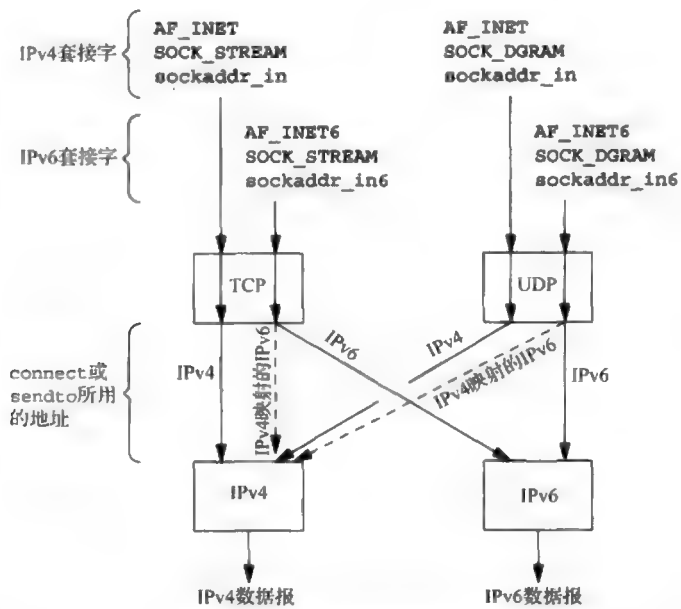 IPv4套接字
AF_INET
SOCK_STREAM
sockaddr_in
AF_INET
SOCK_DGRAM
sockaddr_in
IPv6套接字
AF_INET6
SOCK_STREAM
sockaddr_in6
AF_INET6
SOCK_DGRAM
sockaddr_in6
TCP
UDP
connect或
sendto所用
的地址
IPv4
IPv4映射的IPv6
IPv6
IPv4
IPv4映射的IPv6
IPv6
IPv4
IPv6
IPv4数据报
IPv6数据报